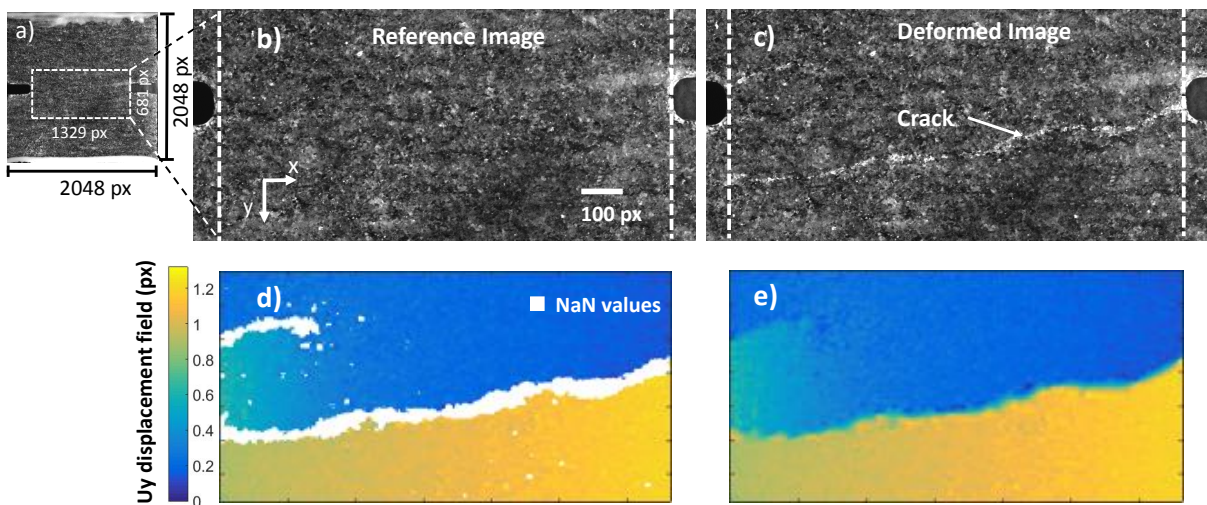 a)
681 px
1329 px
2048 px
2048 px
b)
Reference Image
x
y
100 px
c)
Deformed Image
Crack
Uy displacement field (px)
1.2
1
0.8
0.6
0.4
0.2
0
d)
NaN values
e)